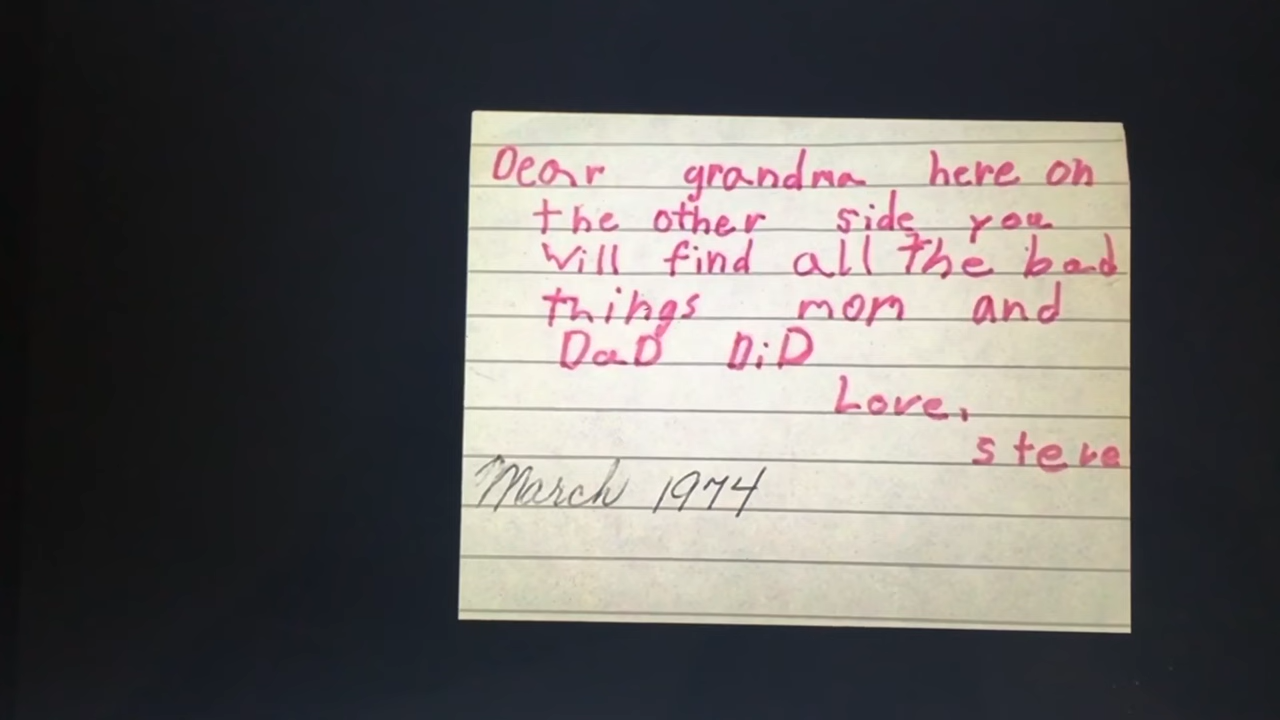 Dear grandma here on
the other side you
will find all the bad
things mom and
DaD DiD
Love,
steve
March 1974